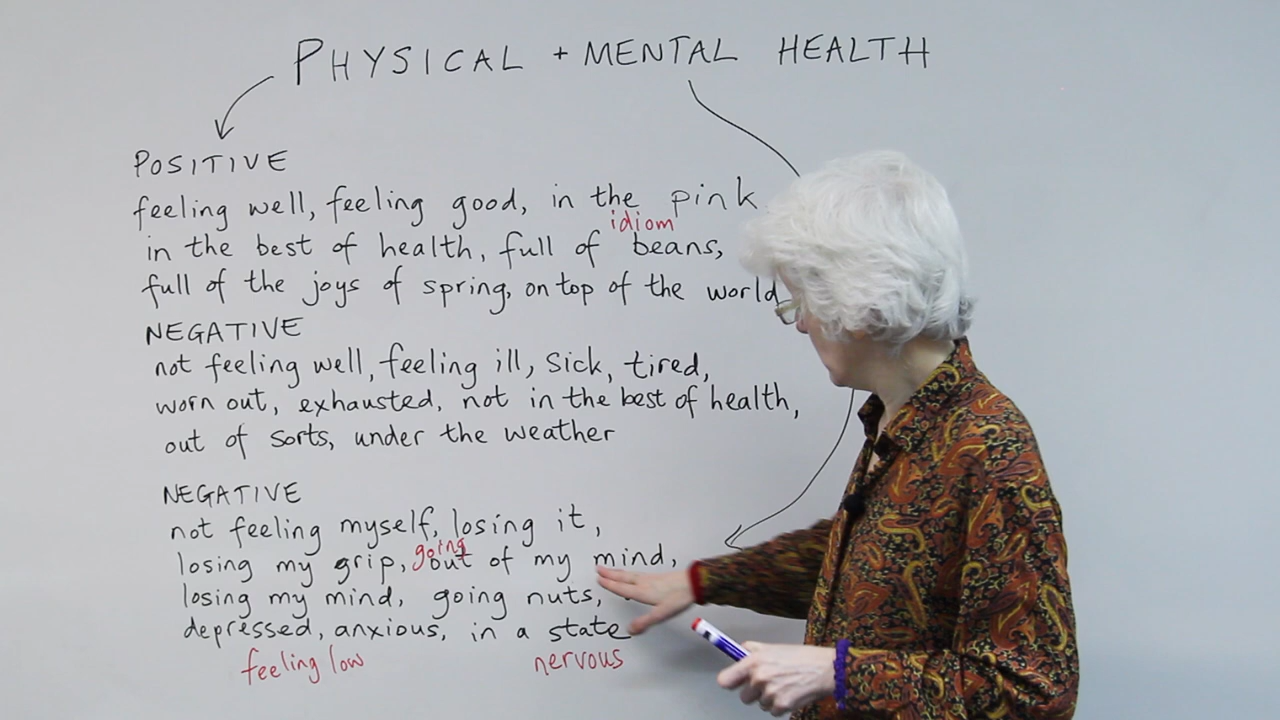 PHYSICAL + MENTAL HEALTH
POSITIVE
feeling well, feeling good, in the pink
idiom
in the best of health, full of beans,
full of the joys of spring, on top of the world
NEGATIVE
not feeling well, feeling ill, sick, tired,
worn out, exhausted, not in the best of health,
out of sorts, under the weather
NEGATIVE
not feeling myself, losing it,
going
losing my grip, out of my mind,
losing my mind, going nuts,
depressed, anxious, in a state
feeling low nervous